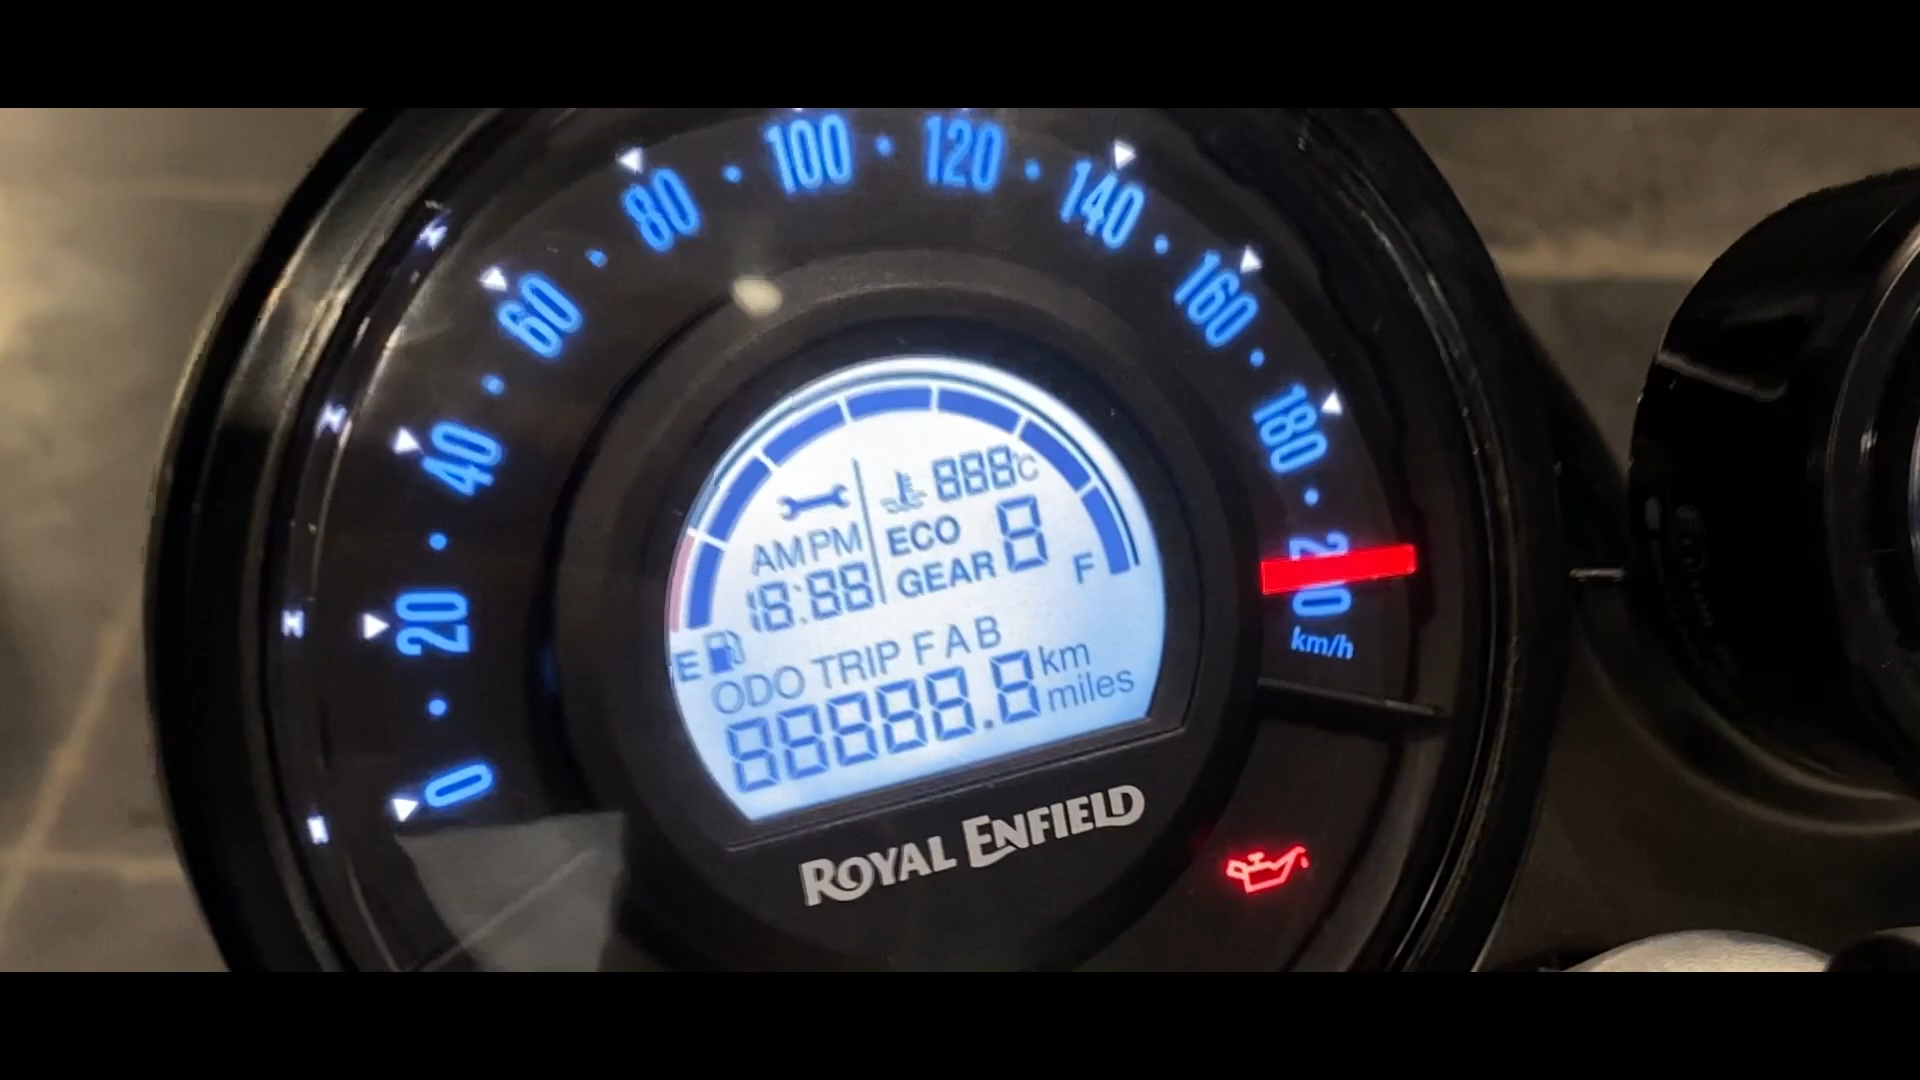 0
20
40
60
80
100
120
140
160
180
200
km/h
888°C
ECO
GEAR 8
AM PM
18:88
E
F
ODO TRIP F A B
88888.8
km
miles
ROYAL ENFIELD